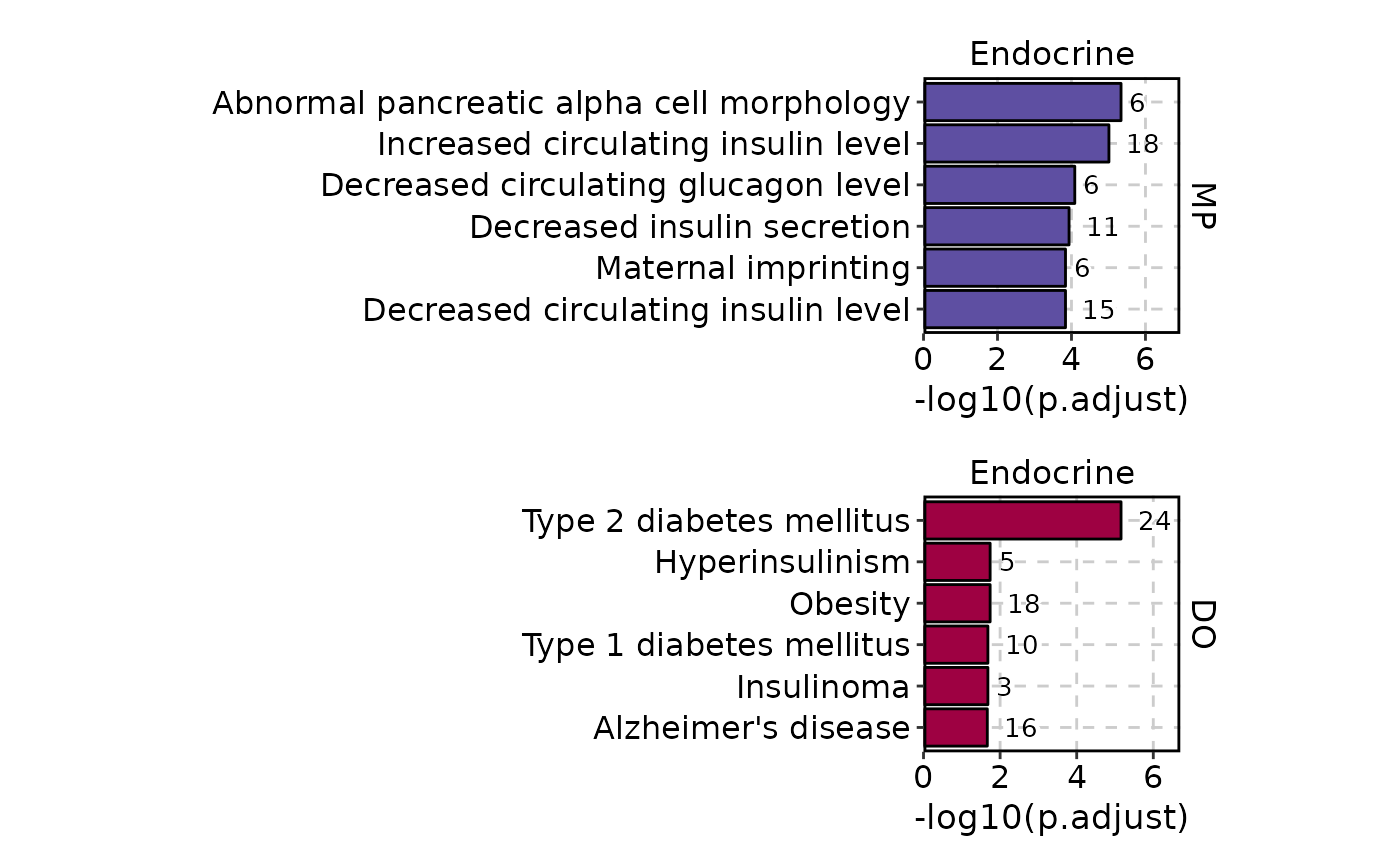 Endocrine
Abnormal pancreatic alpha cell morphology 6
Increased circulating insulin level 18
Decreased circulating glucagon level 6
Decreased insulin secretion 11
Maternal imprinting 6
Decreased circulating insulin level 15
MP
0 2 4 6
-log10(p.adjust)
Endocrine
Type 2 diabetes mellitus 24
Hyperinsulinism 5
Obesity 18
Type 1 diabetes mellitus 10
Insulinoma 3
Alzheimer's disease 16
DO
0 2 4 6
-log10(p.adjust)